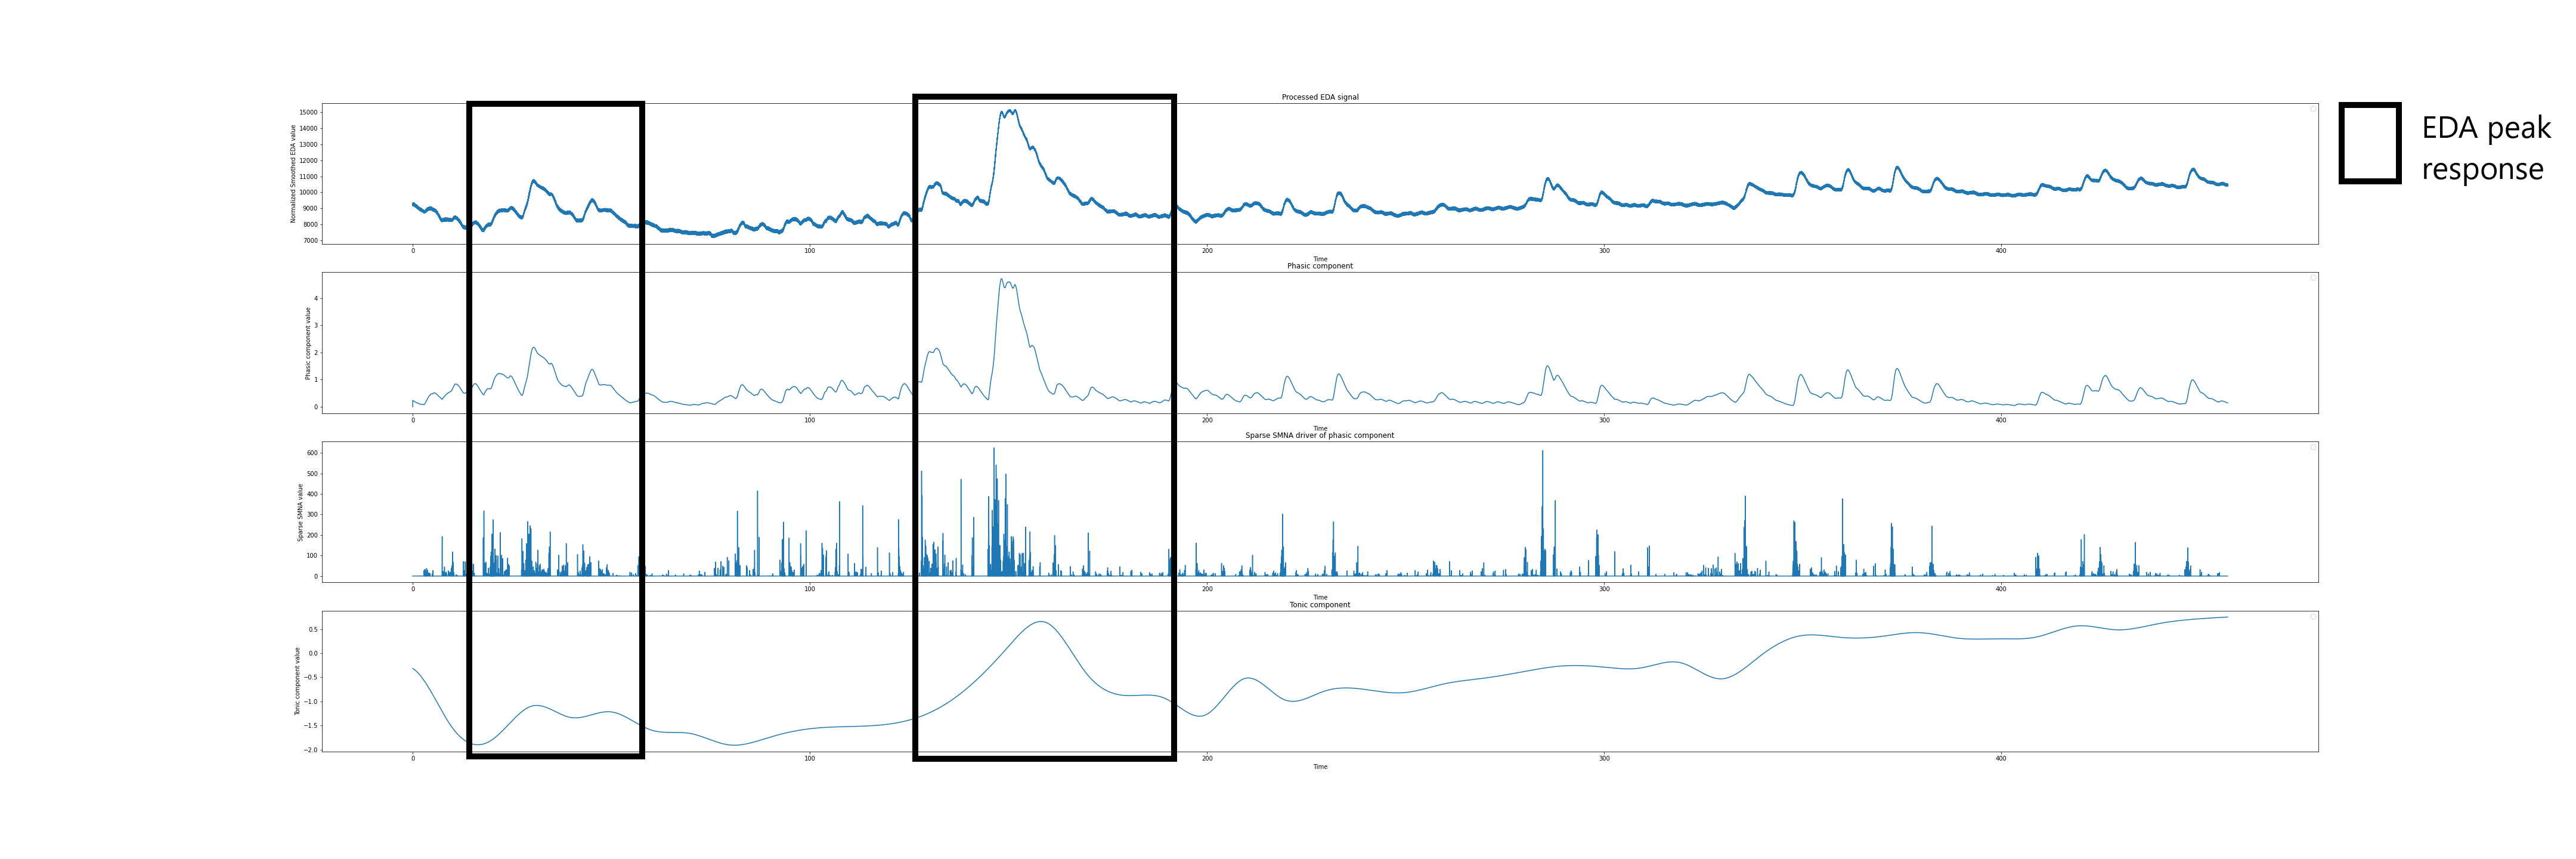 Processed EDA signal
EDA peak
response
Normalized Smoothed EDA value
15000
14000
13000
12000
11000
10000
9000
8000
7000
0 100 200 300 400
Time
Phasic component
Phasic component value
4
3
2
1
0
0 100 200 300 400
Time
Sparse SMNA driver of phasic component
Sparse SMNA value
600
500
400
300
200
100
0
0 100 200 300 400
Time
Tonic component
Tonic component value
0.5
0.0
−0.5
−1.0
−1.5
−2.0
0 100 200 300 400
Time